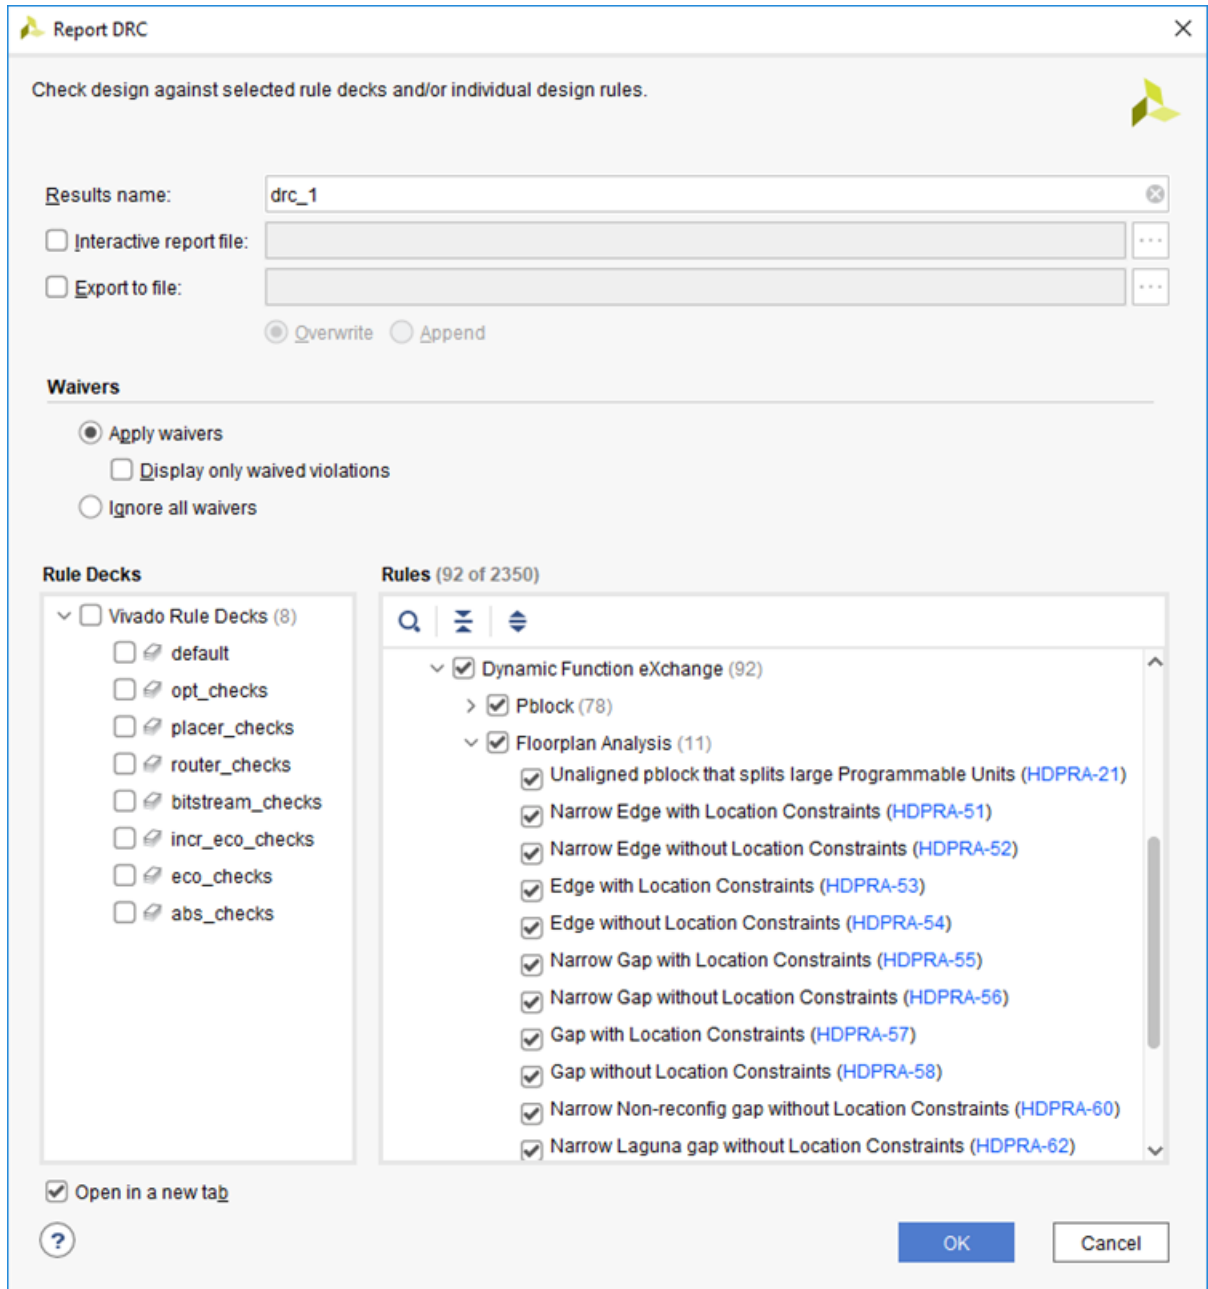 Report DRC
Check design against selected rule decks and/or individual design rules.
Results name: drc_1
Interactive report file: ...
Export to file: ...
Overwrite Append
Waivers
Apply waivers
Display only waived violations
Ignore all waivers
Rule Decks
Vivado Rule Decks (8)
default
opt_checks
placer_checks
router_checks
bitstream_checks
incr_eco_checks
eco_checks
abs_checks
Rules (92 of 2350)
Dynamic Function eXchange (92)
Pblock (78)
Floorplan Analysis (11)
Unaligned pblock that splits large Programmable Units (HDPRA-21)
Narrow Edge with Location Constraints (HDPRA-51)
Narrow Edge without Location Constraints (HDPRA-52)
Edge with Location Constraints (HDPRA-53)
Edge without Location Constraints (HDPRA-54)
Narrow Gap with Location Constraints (HDPRA-55)
Narrow Gap without Location Constraints (HDPRA-56)
Gap with Location Constraints (HDPRA-57)
Gap without Location Constraints (HDPRA-58)
Narrow Non-reconfig gap without Location Constraints (HDPRA-60)
Narrow Laguna gap without Location Constraints (HDPRA-62)
Open in a new tab
? OK Cancel